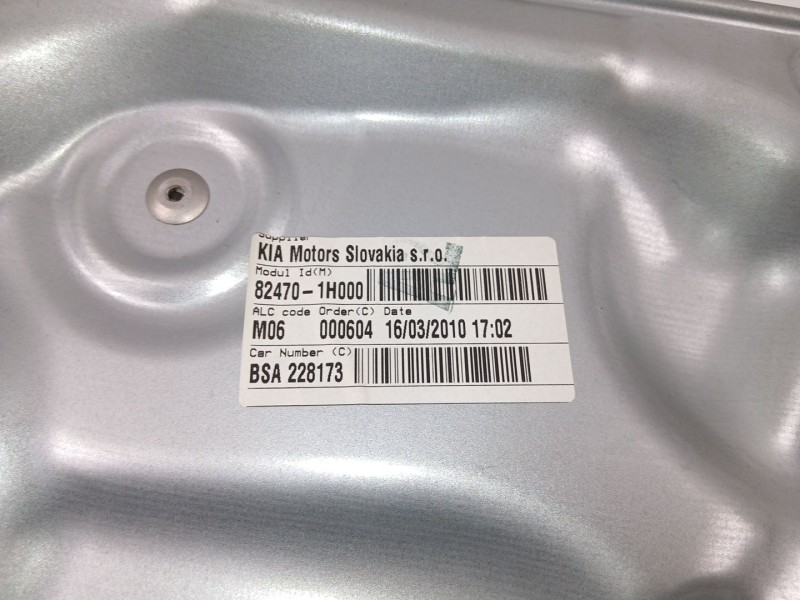 Supplier
KIA Motors Slovakia s.r.o.
Modul Id(M)
82470-1H000
ALC code Order(C) Date
M06 000604 16/03/2010 17:02
Car Number (C)
BSA 228173